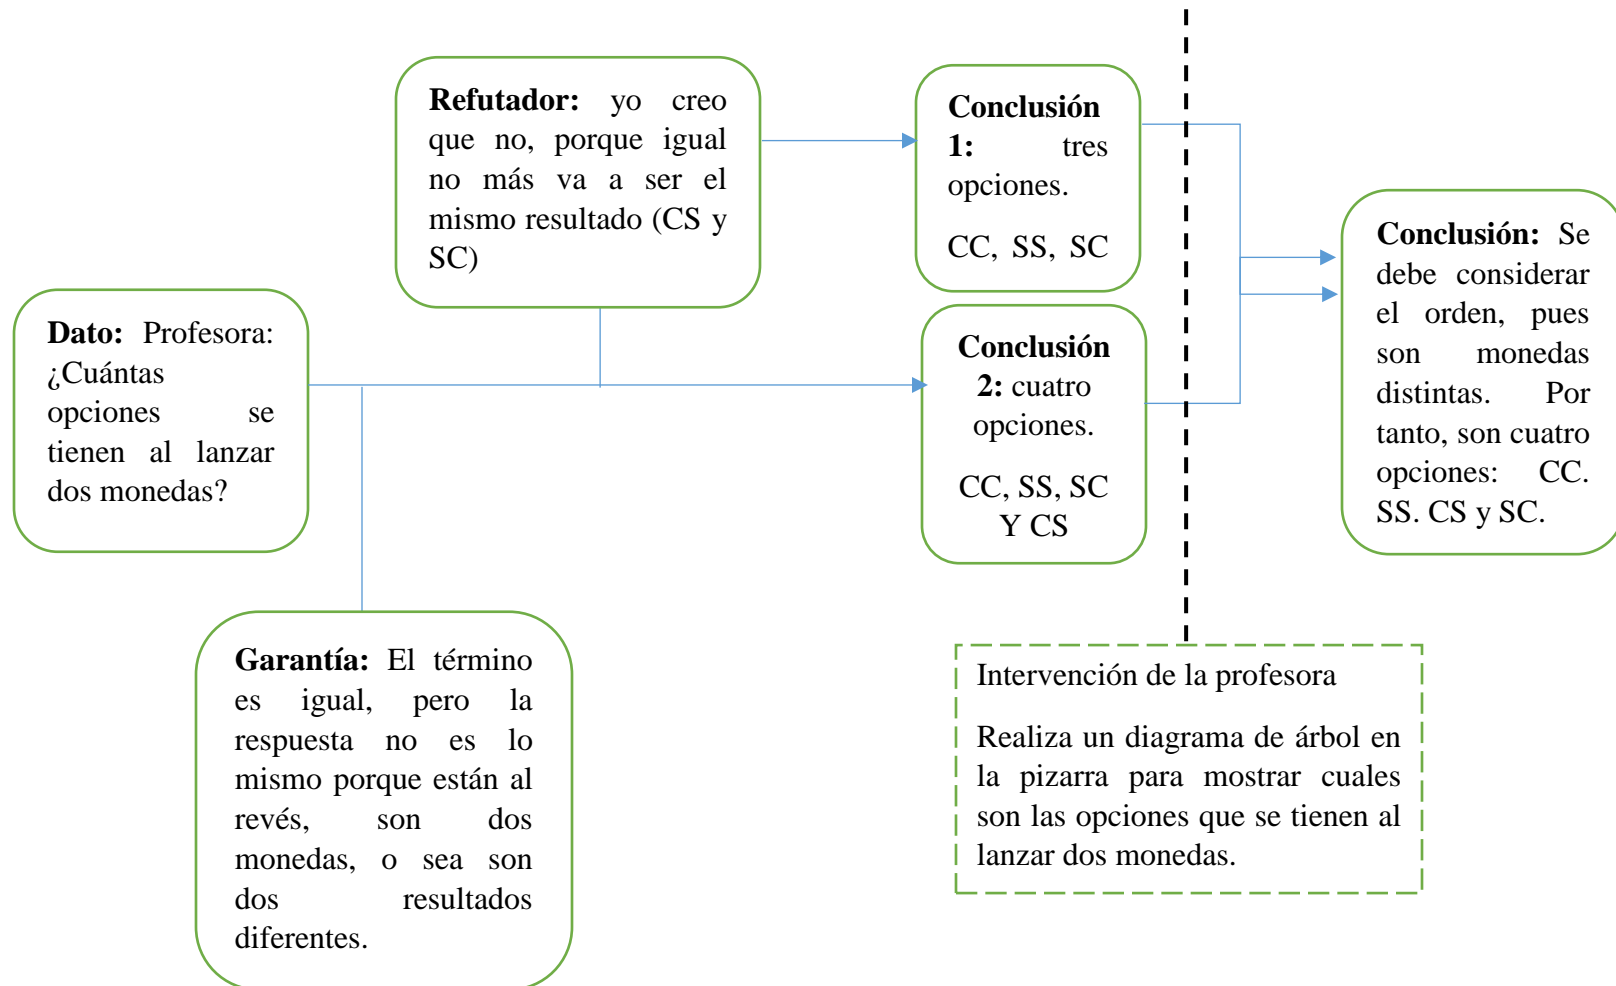 Refutador: yo creo
que no, porque igual
no más va a ser el
mismo resultado (CS y
SC)
Conclusión
1: tres
opciones.
CC, SS, SC
Dato: Profesora:
¿Cuántas
opciones se
tienen al lanzar
dos monedas?
Conclusión
2: cuatro
opciones.
CC, SS, SC
Y CS
Conclusión: Se
debe considerar
el orden, pues
son monedas
distintas. Por
tanto, son cuatro
opciones: CC.
SS. CS y SC.
Garantía: El término
es igual, pero la
respuesta no es lo
mismo porque están al
revés, son dos
monedas, o sea son
dos resultados
diferentes.
Intervención de la profesora
Realiza un diagrama de árbol en
la pizarra para mostrar cuales
son las opciones que se tienen al
lanzar dos monedas.